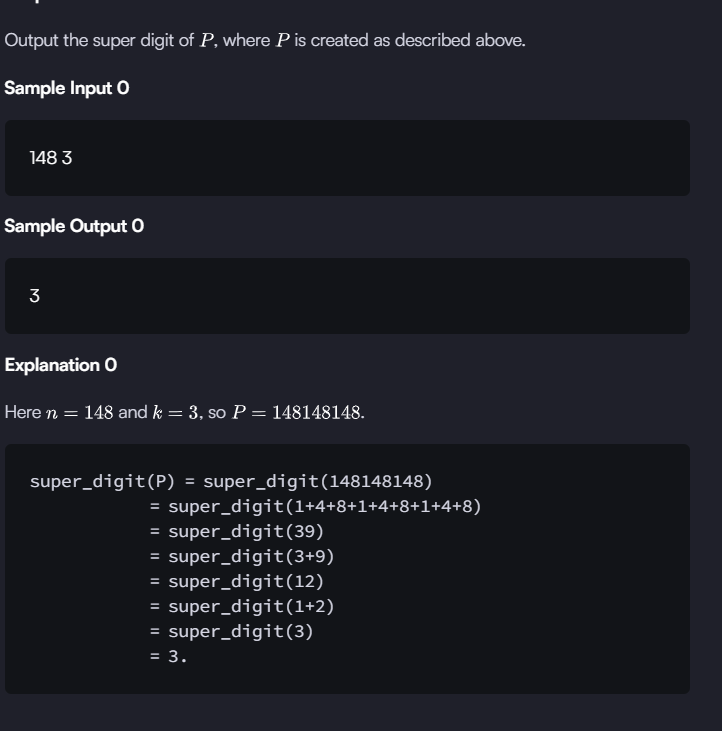 Output the super digit of P, where P is created as described above.
Sample Input 0
148 3
Sample Output 0
3
Explanation 0
Here n = 148 and k = 3, so P = 148148148.
super_digit(P) = super_digit(148148148)
= super_digit(1+4+8+1+4+8+1+4+8)
= super_digit(39)
= super_digit(3+9)
= super_digit(12)
= super_digit(1+2)
= super_digit(3)
= 3.